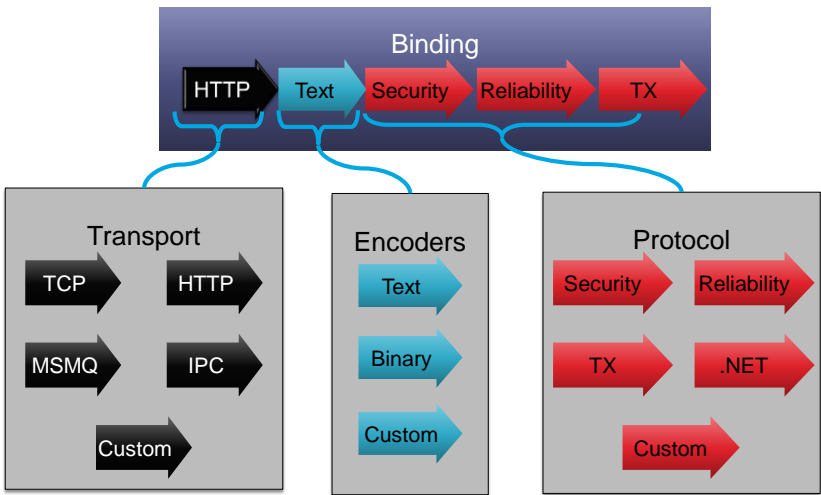 Binding
HTTP Text Security Reliability TX
Transport
TCP HTTP
MSMQ IPC
Custom
Encoders
Text
Binary
Custom
Protocol
Security Reliability
TX .NET
Custom